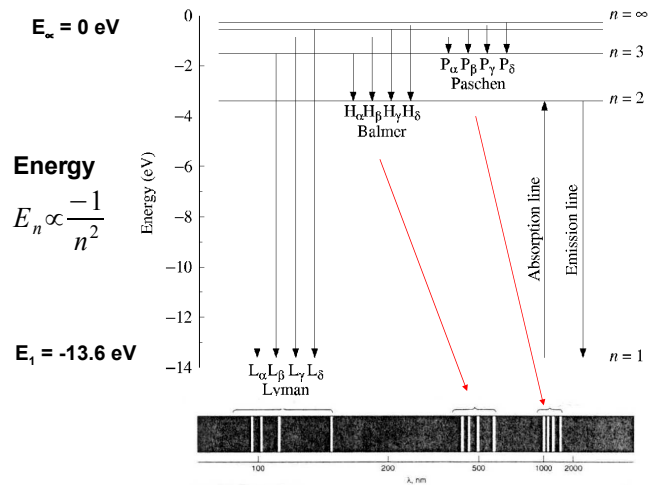 E∝ = 0 eV
0
n = ∞
n = 3
Pα Pβ Pγ Pδ
Paschen
−2
n = 2
HαHβHγHδ
Balmer
−4
Energy
En ∝ −1/n²
Energy (eV)
−6
−8
−10
−12
−14
Absorption line
Emission line
E1 = -13.6 eV
n = 1
LαLβ Lγ Lδ
Lyman
100 200 500 1000 2000
λ, nm